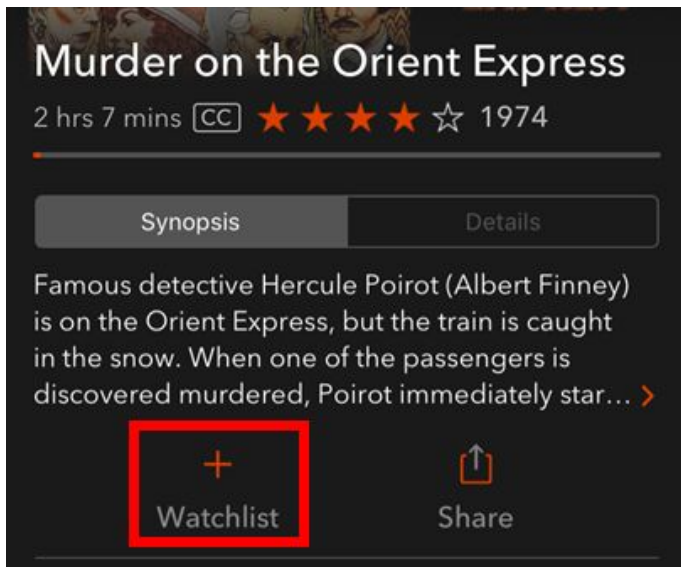 Murder on the Orient Express
2 hrs 7 mins CC 1974
Synopsis Details
Famous detective Hercule Poirot (Albert Finney)
is on the Orient Express, but the train is caught
in the snow. When one of the passengers is
discovered murdered, Poirot immediately star...
Watchlist Share